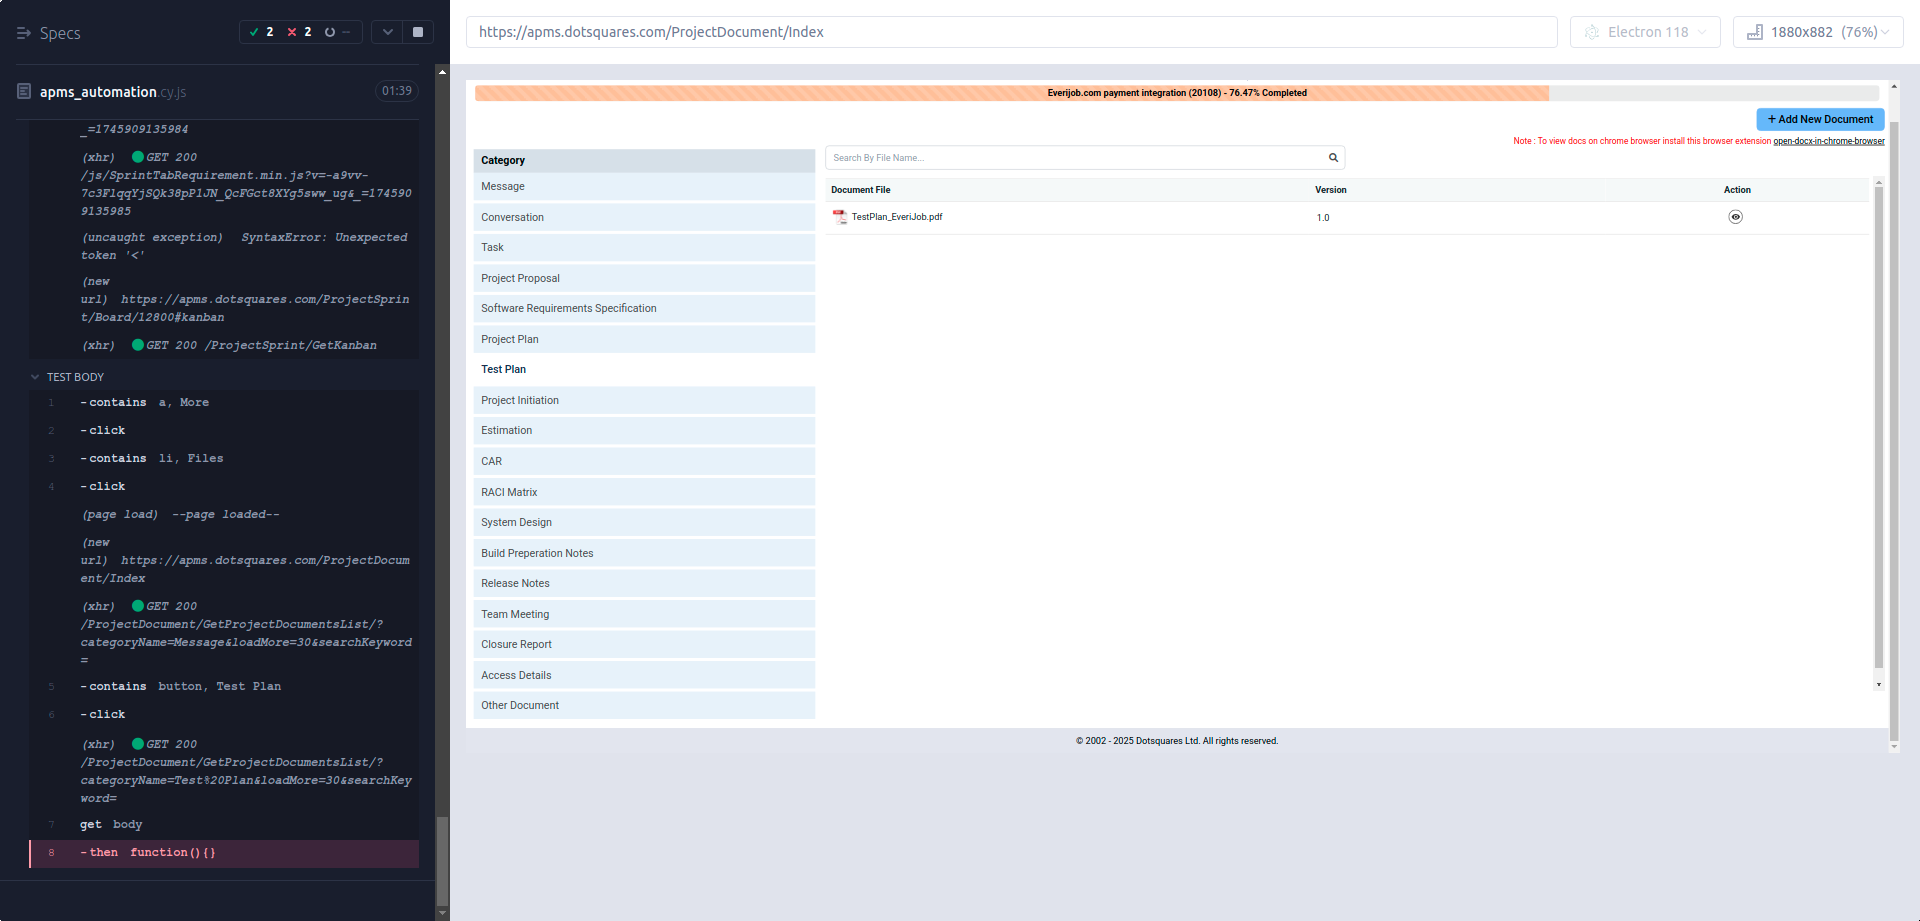 Specs
2
2
--
https://apms.dotsquares.com/ProjectDocument/Index
Electron 118
1880x882 (76%)
apms_automation.cy.js
01:39
_=1745909135984
(xhr) GET 200
/js/SprintTabRequirement.min.js?v=-a9vv-
7c3FlqqYjSQk38pP1JN_QcFGct8XYg5sww_ug&_=174590
9135985
(uncaught exception) SyntaxError: Unexpected
token '<'
(new
url) https://apms.dotsquares.com/ProjectSprin
t/Board/12800#kanban
(xhr) GET 200 /ProjectSprint/GetKanban
TEST BODY
1 -contains a, More
2 -click
3 -contains li, Files
4 -click
(page load) --page loaded--
(new
url) https://apms.dotsquares.com/ProjectDocum
ent/Index
(xhr) GET 200
/ProjectDocument/GetProjectDocumentsList/?
categoryName=Message&loadMore=30&searchKeyword
=
5 -contains button, Test Plan
6 -click
(xhr) GET 200
/ProjectDocument/GetProjectDocumentsList/?
categoryName=Test%20Plan&loadMore=30&searchKey
word=
7 get body
8 -then function(){}
Everijob.com payment integration (20108) - 76.47% Completed
+ Add New Document
Note : To view docs on chrome browser install this browser extension open-docx-in-chrome-browser
Category
Message
Conversation
Task
Project Proposal
Software Requirements Specification
Project Plan
Test Plan
Project Initiation
Estimation
CAR
RACI Matrix
System Design
Build Preperation Notes
Release Notes
Team Meeting
Closure Report
Access Details
Other Document
Search By File Name...
Document File Version Action
TestPlan_EveriJob.pdf 1.0
© 2002 - 2025 Dotsquares Ltd. All rights reserved.